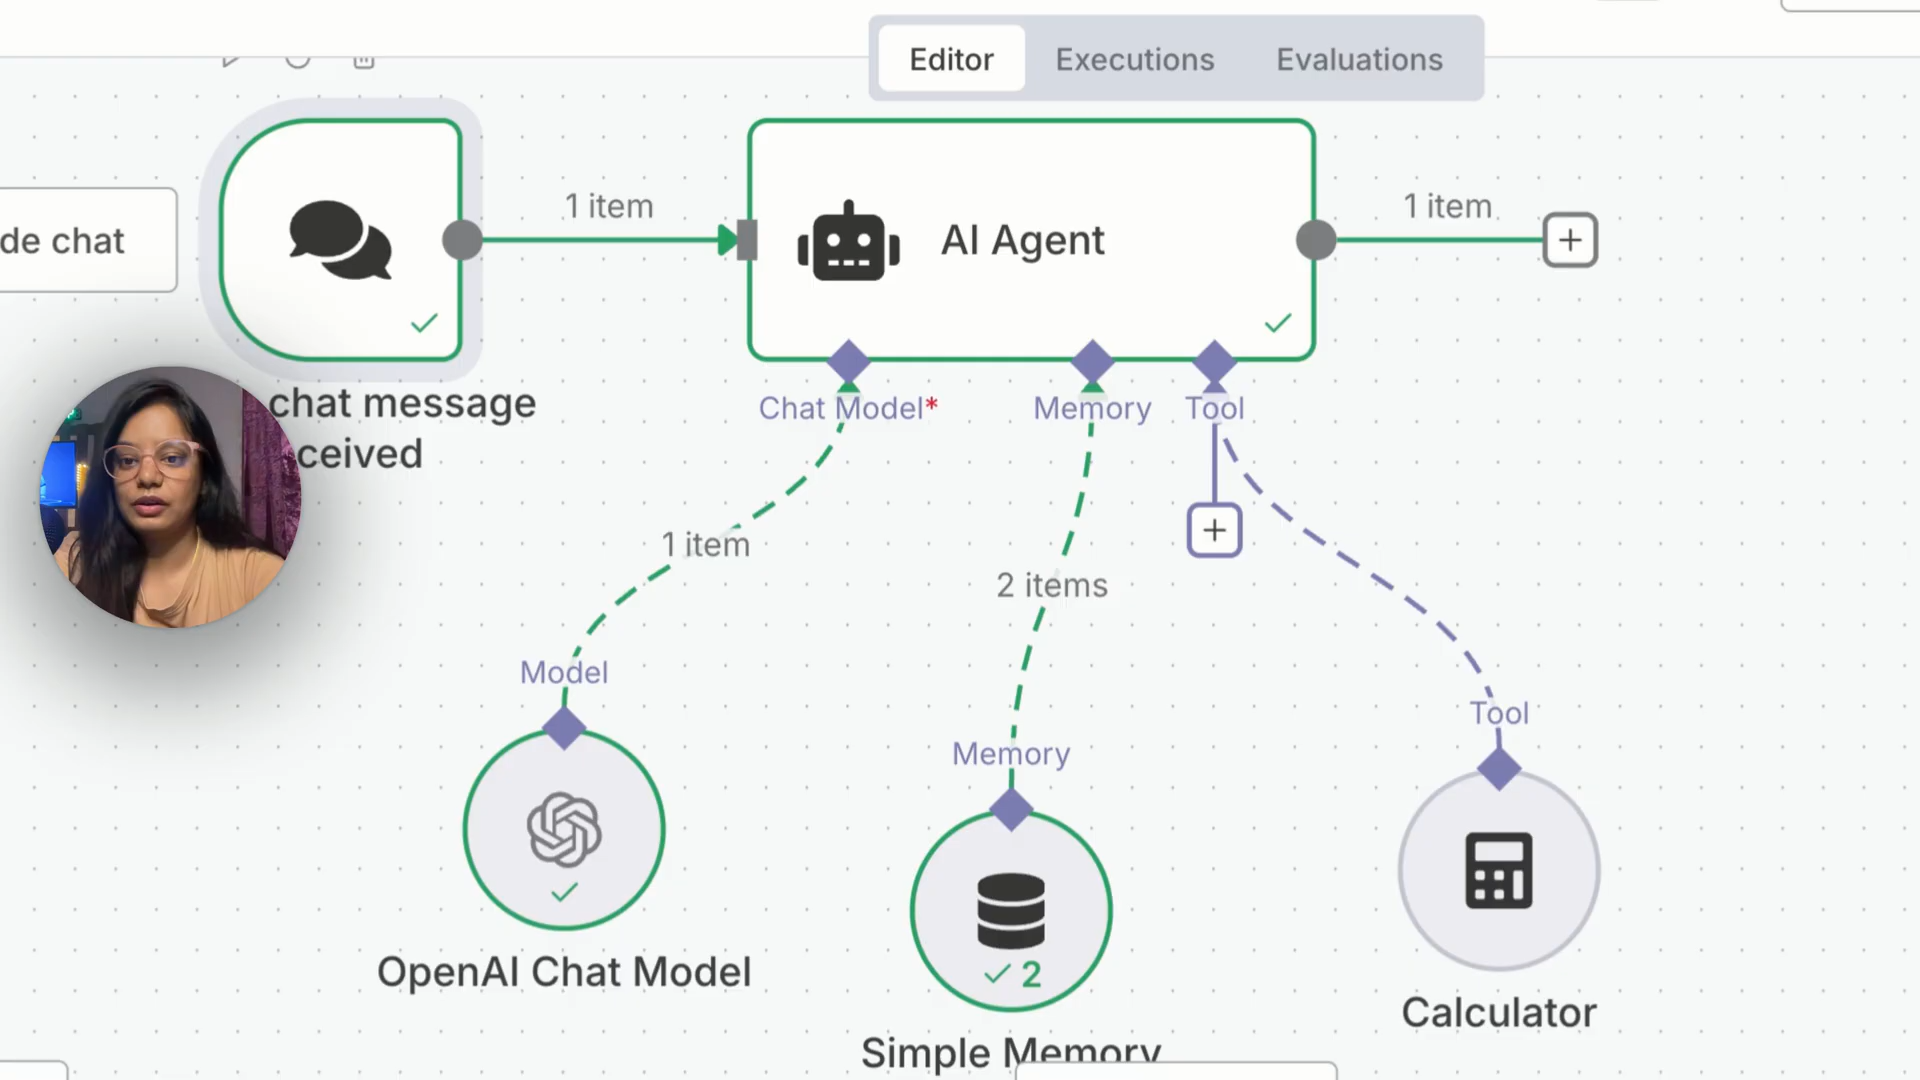 Editor Executions Evaluations
de chat
1 item
AI Agent
1 item
chat message
ceived
Chat Model*
Memory
Tool
1 item
2 items
Model
Memory
Tool
2
OpenAI Chat Model
Calculator
Simple Memory